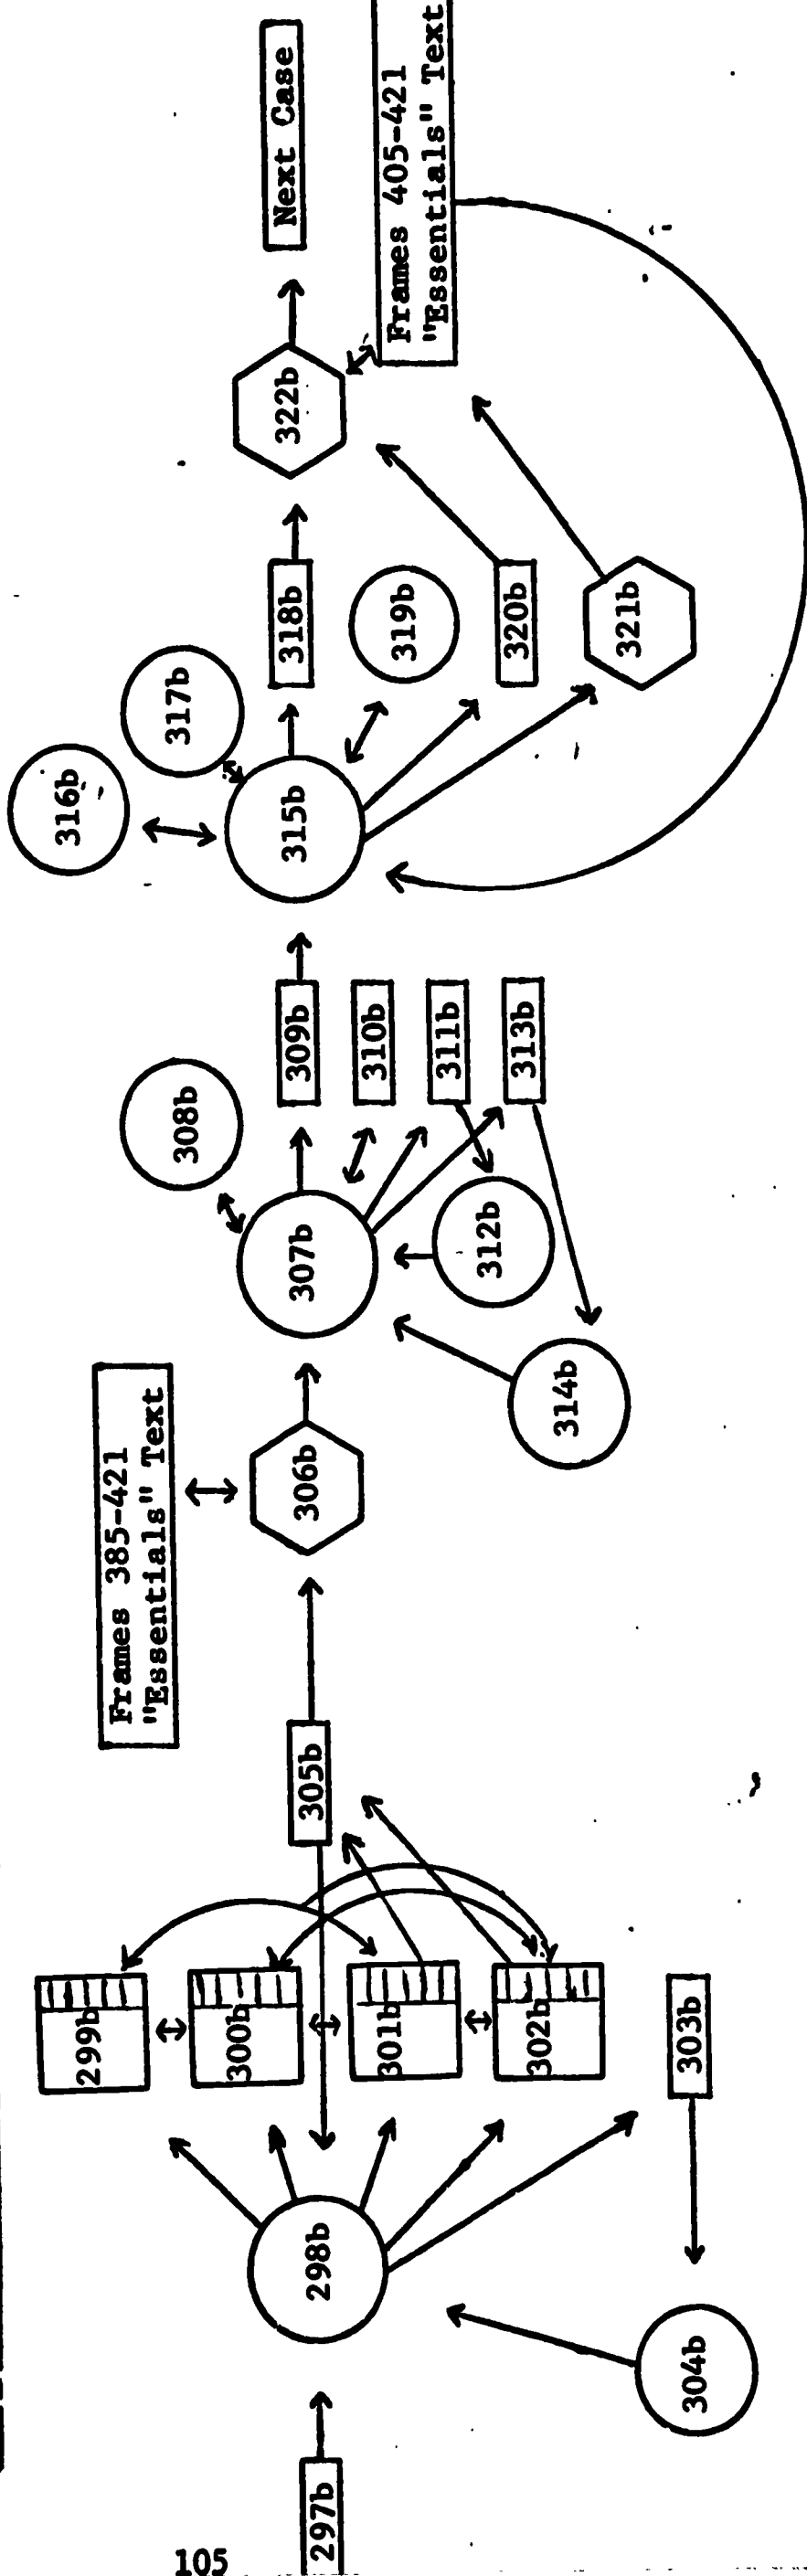 105
297b
298b
299b
300b
301b
302b
303b
304b
305b
Frames 385-421
"Essentials" Text
306b
307b
308b
309b
310b
311b
312b
313b
314b
315b
316b
317b
318b
319b
320b
321b
322b
Next Case
Frames 405-421
"Essentials" Text